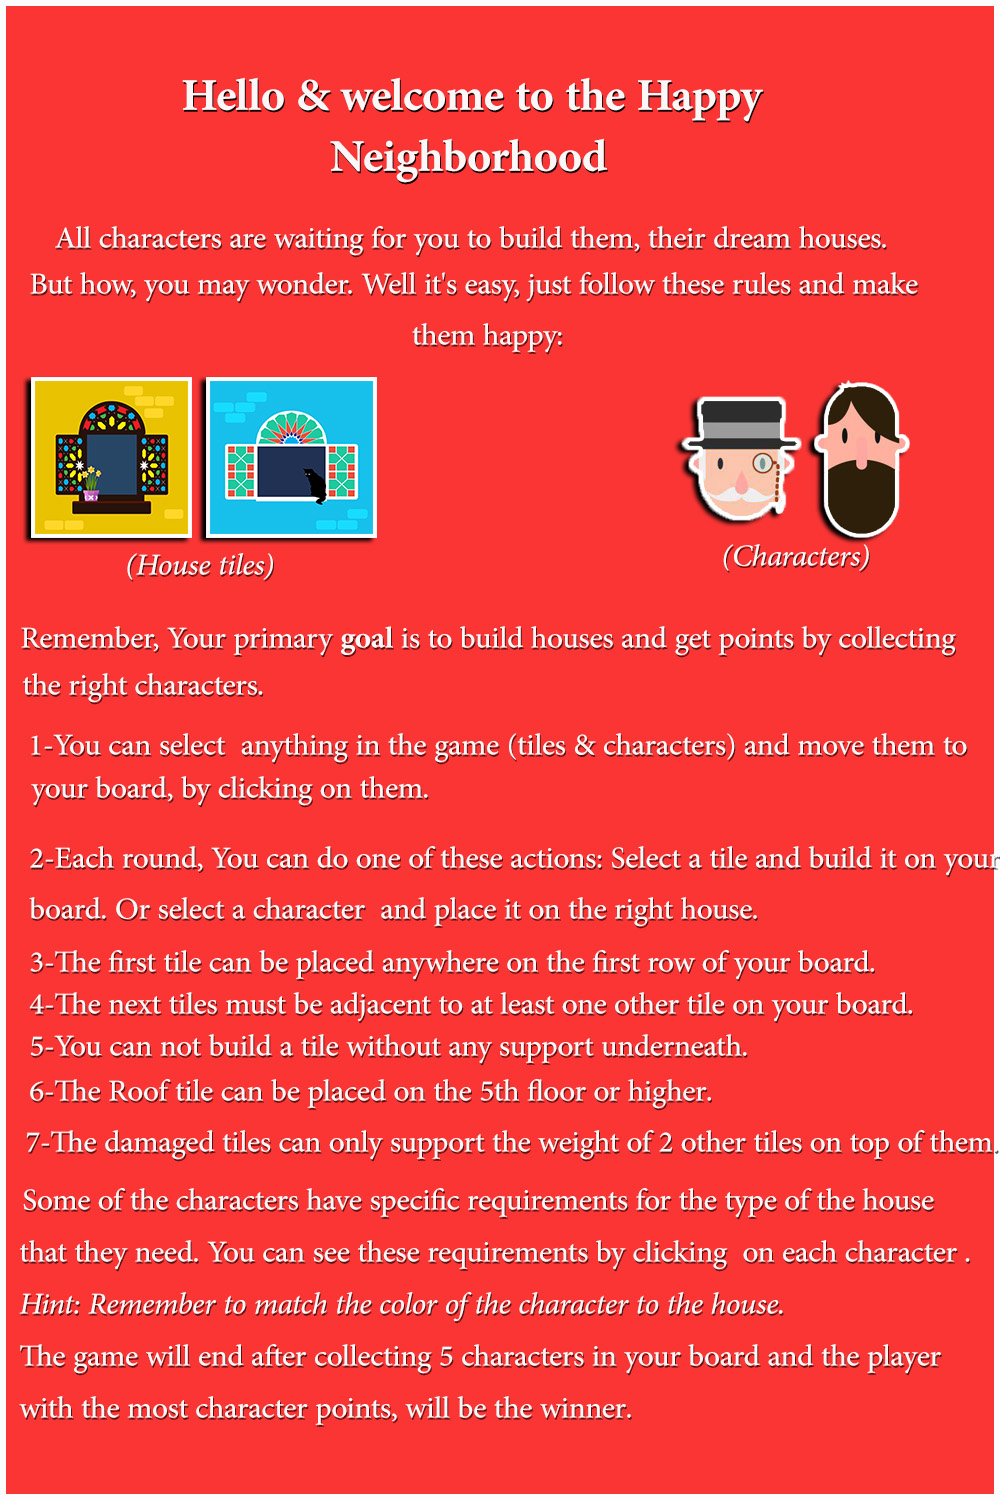 Hello & welcome to the Happy
Neighborhood
All characters are waiting for you to build them, their dream houses.
But how, you may wonder. Well it's easy, just follow these rules and make
them happy:
(House tiles)
(Characters)
Remember, Your primary goal is to build houses and get points by collecting
the right characters.
1-You can select  anything in the game (tiles & characters) and move them to
your board, by clicking on them.
2-Each round, You can do one of these actions: Select a tile and build it on your
board. Or select a character  and place it on the right house.
3-The first tile can be placed anywhere on the first row of your board.
4-The next tiles must be adjacent to at least one other tile on your board.
5-You can not build a tile without any support underneath.
6-The Roof tile can be placed on the 5th floor or higher.
7-The damaged tiles can only support the weight of 2 other tiles on top of them.
Some of the characters have specific requirements for the type of the house
that they need. You can see these requirements by clicking  on each character .
Hint: Remember to match the color of the character to the house.
The game will end after collecting 5 characters in your board and the player
with the most character points, will be the winner.